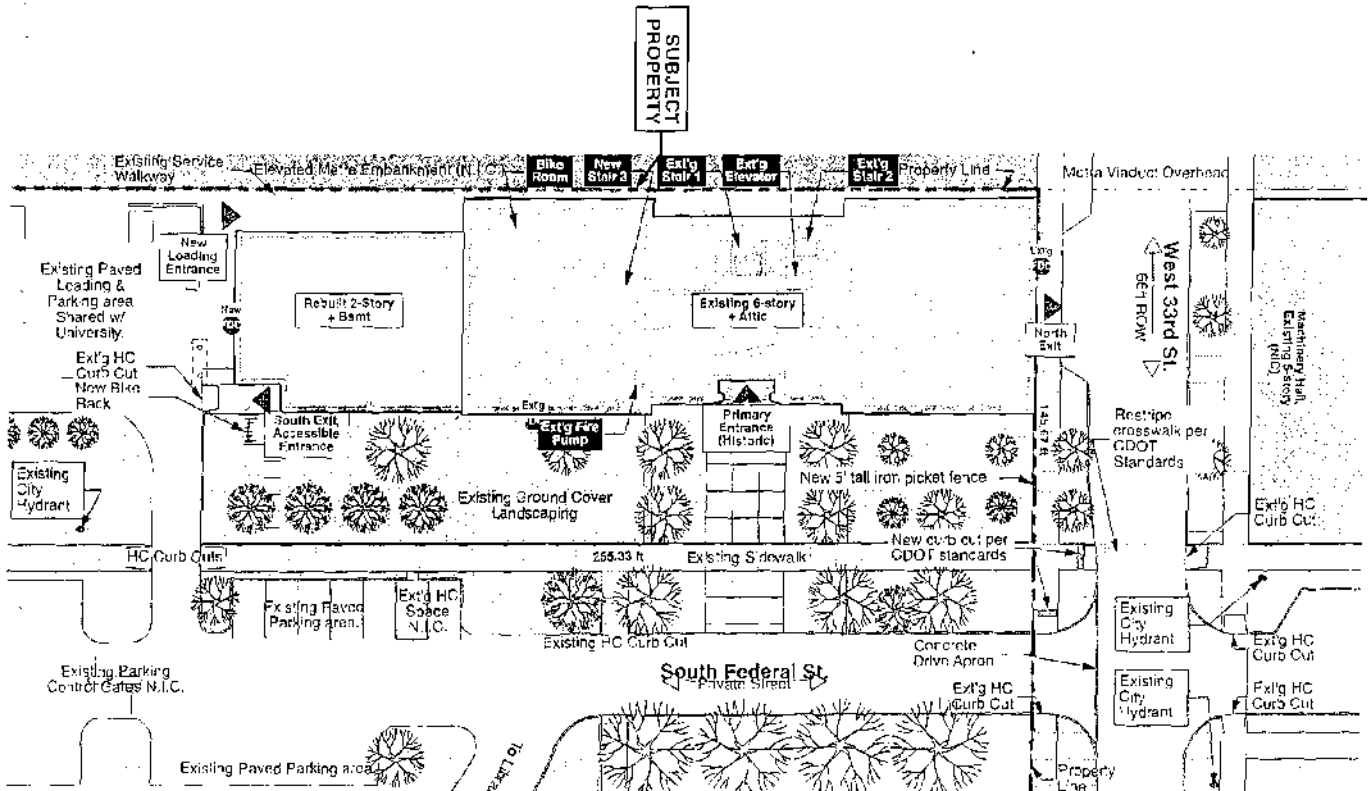 SUBJECT
PROPERTY
Existing Service
Walkway
Elevated Metra Embankment (N.I.C.)
Bike
Room
New
Stair 3
Ext'g
Stair 1
Ext'g
Elevator
Ext'g
Stair 2
Property Line
Metra Viaduct Overhead
New
Loading
Entrance
Existing Paved
Loading &
Parking area
Shared w/
University.
New
Rebuilt 2-Story
+ Bsmt
Existing 6-story
+ Attic
Ext'g
North
Exit
West 33rd St.
66ft ROW
Machinery Hall
Existing 5-story
(NIC)
Ext'g HC
Curb Cut
New Bike
Rack
South Exit,
Accessible
Entrance
Ext'g
Ext'g Fire
Pump
Primary
Entrance
(Historic)
145.67 ft
Restripe
crosswalk per
CDOT
Standards
Existing
City
Hydrant
Existing Ground Cover
Landscaping
New 5' tall iron picket fence
New curb cut per
CDOT standards
Ext'g HC
Curb Cut
HC Curb Cuts
255.33 ft
Existing Sidewalk
Existing Paved
Parking area.
Ext'g HC
Space
N.I.C.
Existing HC Curb Cut
Existing
City
Hydrant
Ext'g HC
Curb Cut
Existing Parking
Control Gates N.I.C.
South Federal St.
Private Street
Concrete
Drive Apron
Ext'g HC
Curb Cut
Existing
City
Hydrant
Ext'g HC
Curb Cut
Existing Paved Parking area
Property
Line